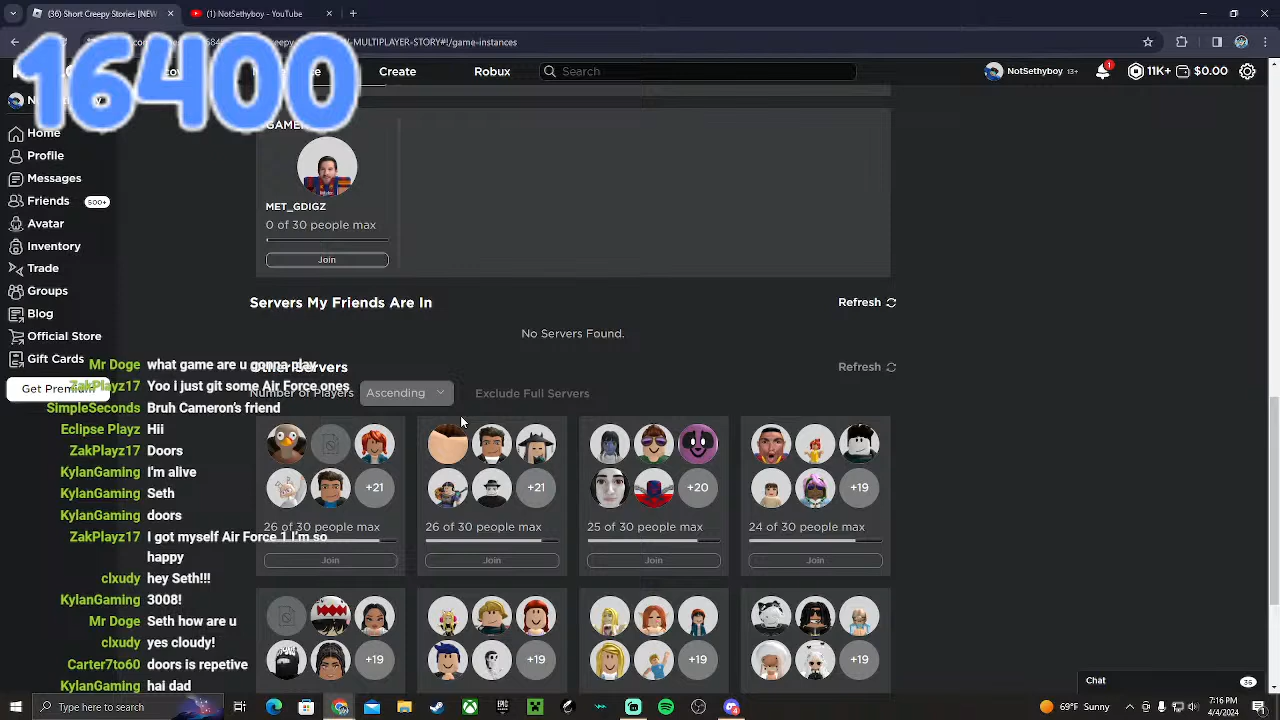 (36) Short Creepy Stories [NEW
(1) NotSethyboy - YouTube
-MULTIPLAYER-STORY#!/game-instances
16400
Create
Robux
Search
NotSethyboy 13+
1
11K+
$0.00
Home
Profile
Messages
Friends
500+
Avatar
Inventory
Trade
Groups
Blog
Official Store
Gift Cards
Get Premium
MET_GDIGZ
0 of 30 people max
Join
Servers My Friends Are In
Refresh
No Servers Found.
Other Servers
Refresh
Number of Players
Ascending
Exclude Full Servers
+21
+21
+20
+19
26 of 30 people max
26 of 30 people max
25 of 30 people max
24 of 30 people max
Join
Join
Join
Join
+19
+19
+19
+19
Mr Doge what game are u gonna play
ZakPlayz17 Yoo i just git some Air Force ones
SimpleSeconds Bruh Cameron's friend
Eclipse Playz Hii
ZakPlayz17 Doors
KylanGaming I'm alive
KylanGaming Seth
KylanGaming doors
ZakPlayz17 I got myself Air Force 1 I'm so
happy
clxudy hey Seth!!!
KylanGaming 3008!
Mr Doge Seth how are u
clxudy yes cloudy!
Carter7to60 doors is repetive
KylanGaming hai dad
Chat
36
Type here to search
69°F Sunny
7:16 PM
4/4/2024